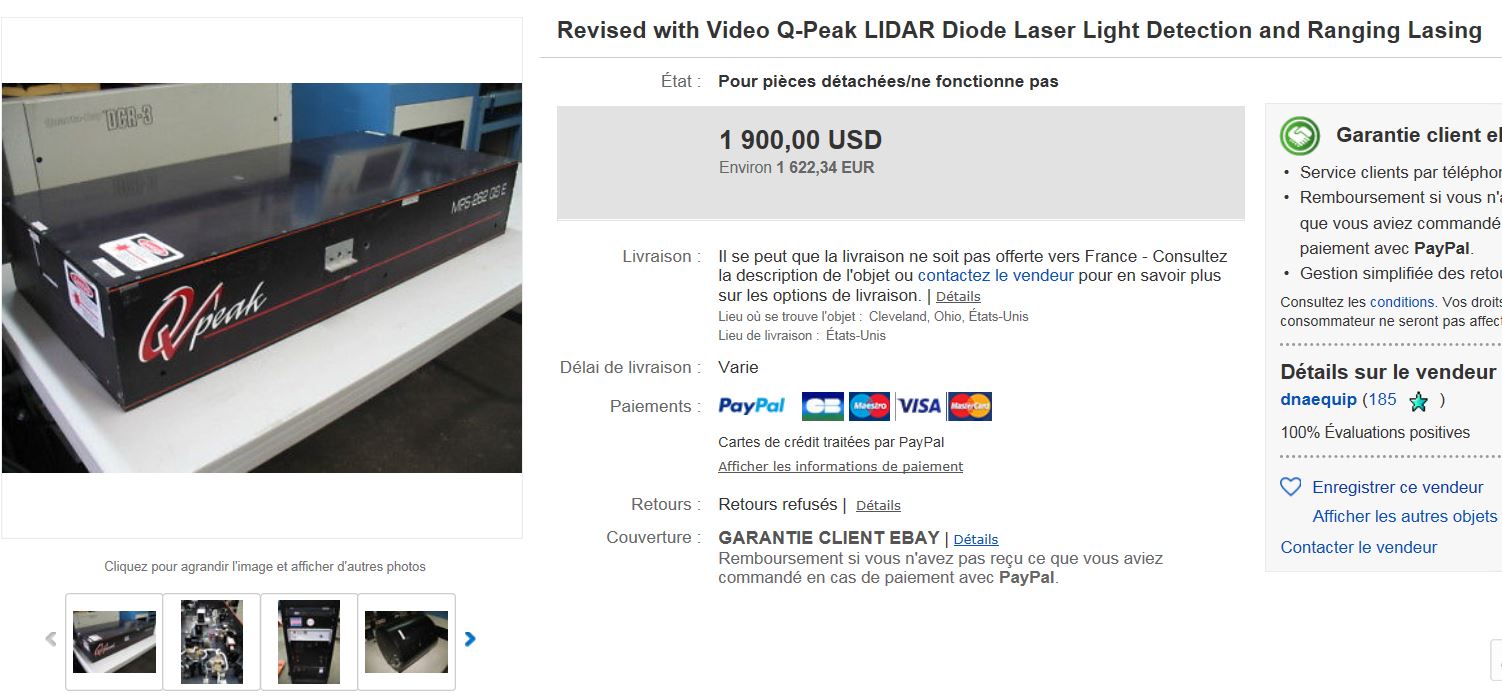 Revised with Video Q-Peak LIDAR Diode Laser Light Detection and Ranging Lasing
État :
Pour pièces détachées/ne fonctionne pas
1 900,00 USD
Environ 1 622,34 EUR
Livraison :
Il se peut que la livraison ne soit pas offerte vers France - Consultez
la description de l'objet ou contactez le vendeur pour en savoir plus
sur les options de livraison. | Détails
Lieu où se trouve l'objet : Cleveland, Ohio, États-Unis
Lieu de livraison : États-Unis
Délai de livraison : Varie
Paiements : PayPal CB Maestro VISA MasterCard
Cartes de crédit traitées par PayPal
Afficher les informations de paiement
Retours : Retours refusés | Détails
Couverture : GARANTIE CLIENT EBAY | Détails
Remboursement si vous n'avez pas reçu ce que vous aviez
commandé en cas de paiement avec PayPal.
Garantie client eB
• Service clients par téléphon
• Remboursement si vous n'a
que vous aviez commandé
paiement avec PayPal.
• Gestion simplifiée des retou
Consultez les conditions. Vos droits
consommateur ne seront pas affect
Détails sur le vendeur
dnaequip (185 )
100% Évaluations positives
Enregistrer ce vendeur
Afficher les autres objets
Contacter le vendeur
Quanta-Ray DCR-3
MPS-262 QS E
DANGER
DANGER
Q Peak
Cliquez pour agrandir l'image et afficher d'autres photos
Q Peak